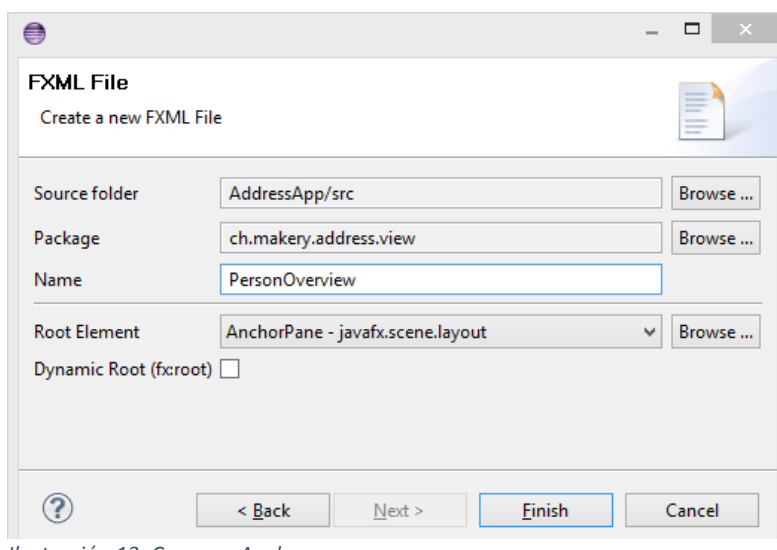 FXML File
Create a new FXML File
Source folder AddressApp/src Browse ...
Package ch.makery.address.view Browse ...
Name PersonOverview
Root Element AnchorPane - javafx.scene.layout Browse ...
Dynamic Root (fx:root)
? < Back Next > Finish Cancel